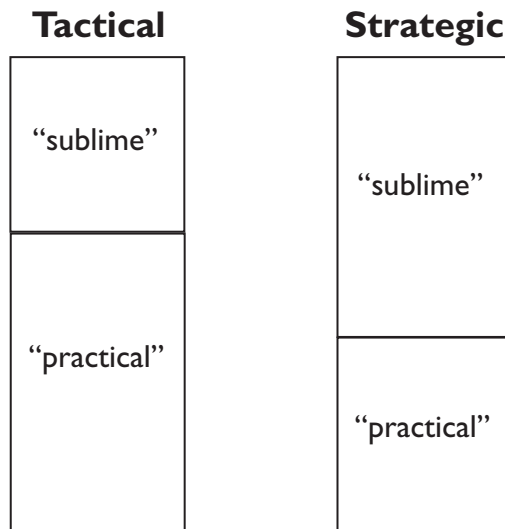 Tactical
Strategic
“sublime”
“sublime”
“practical”
“practical”